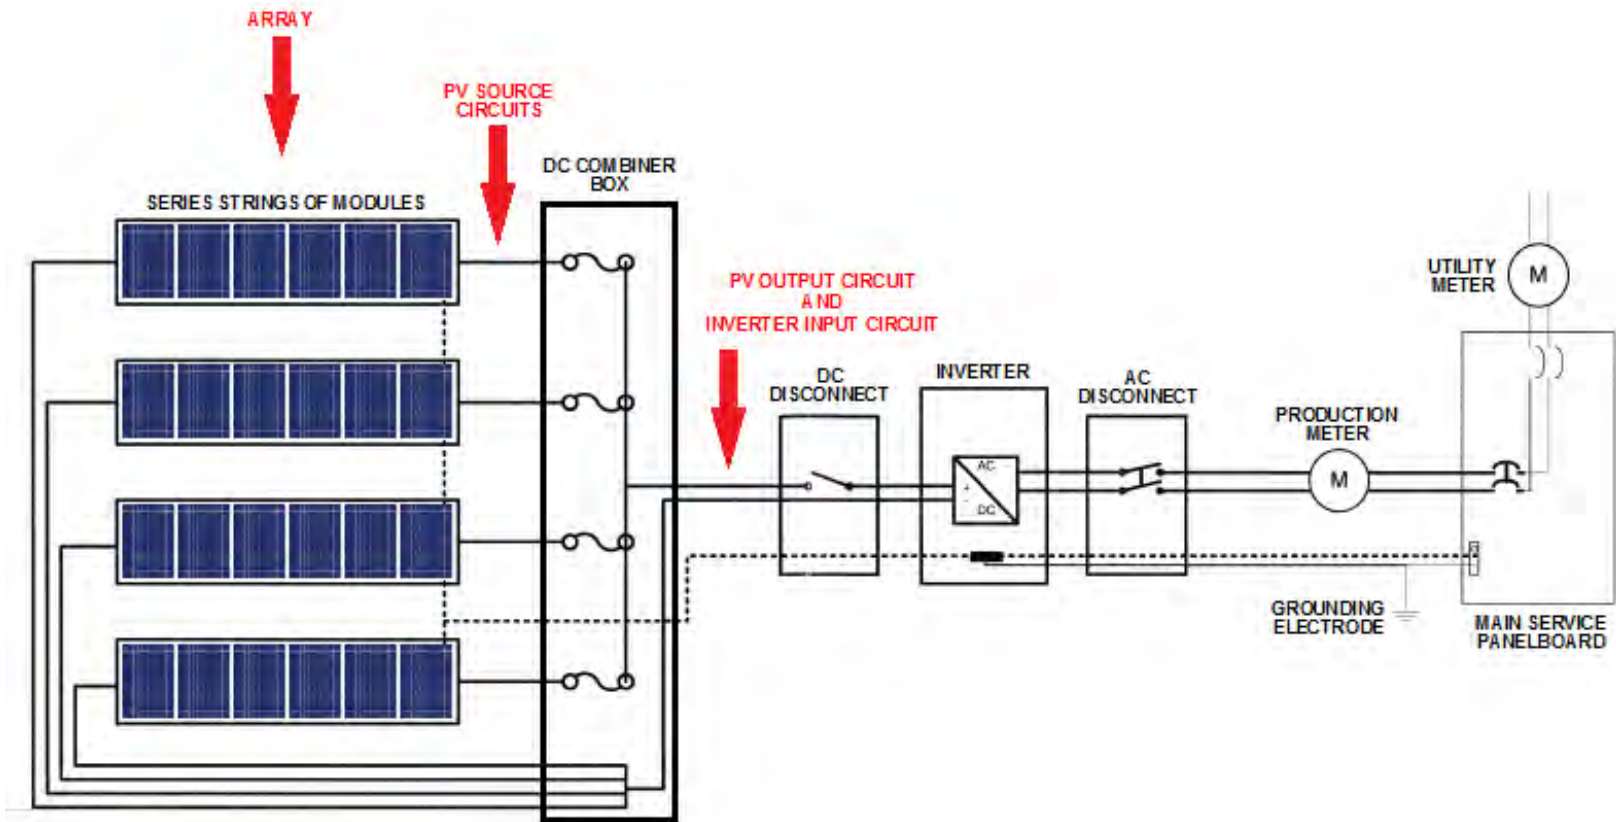 ARRAY
PV SOURCE
CIRCUITS
DC COMBINER
BOX
SERIES STRINGS OF MODULES
PV OUTPUT CIRCUIT
AND
INVERTER INPUT CIRCUIT
DC
DISCONNECT
INVERTER
AC
DISCONNECT
PRODUCTION
METER
UTILITY
METER
M
AC
+
-
DC
M
GROUNDING
ELECTRODE
MAIN SERVICE
PANELBOARD